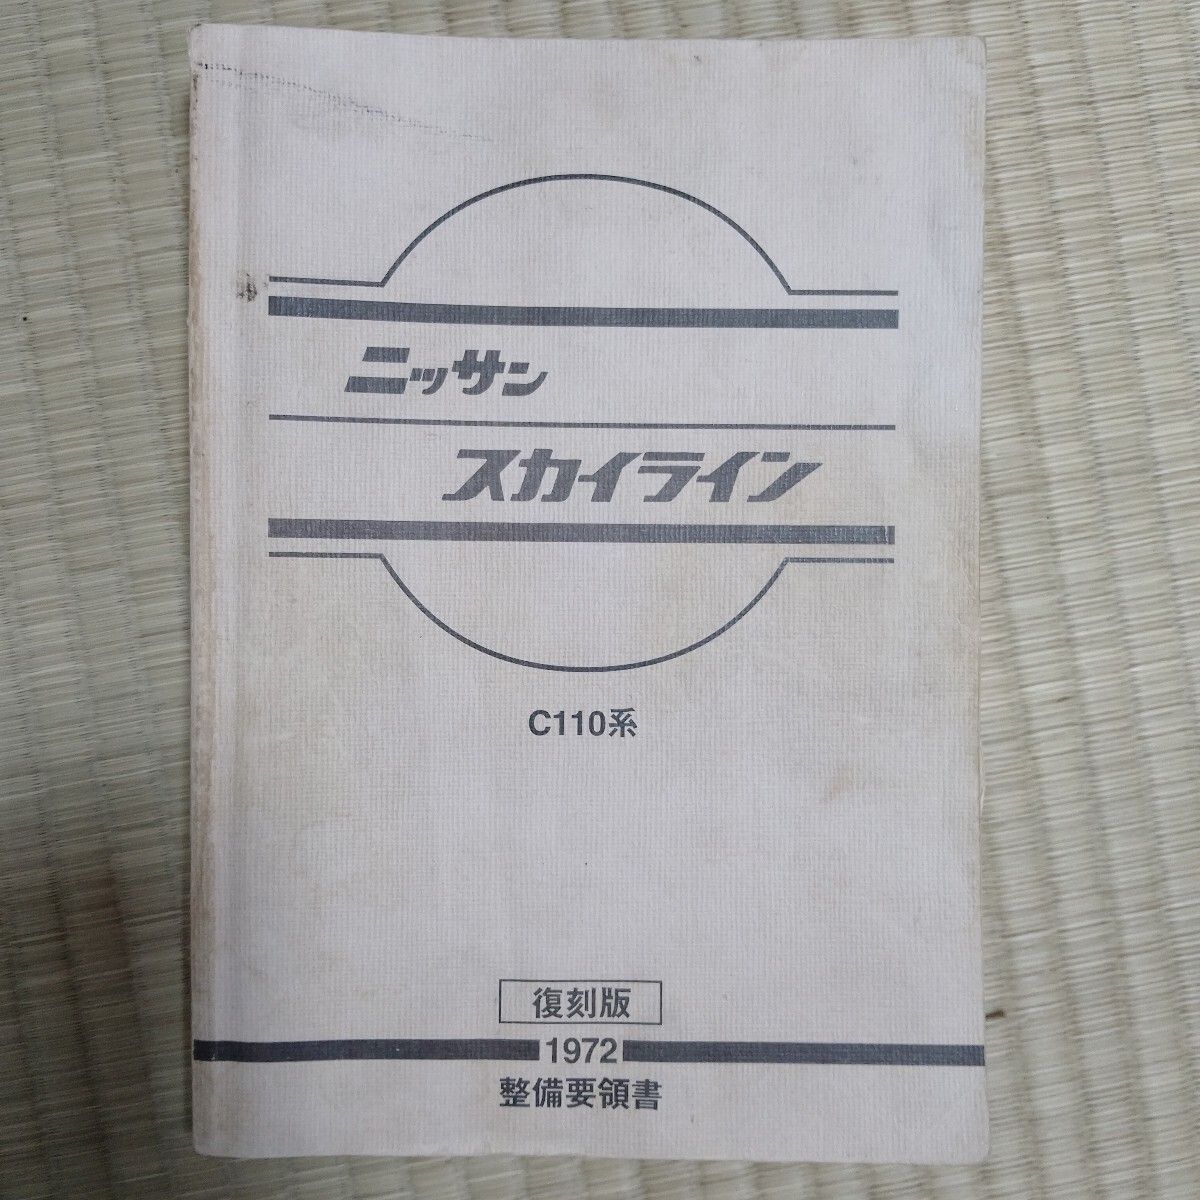 ニッサン
スカイライン
C110系
復刻版
1972
整備要領書